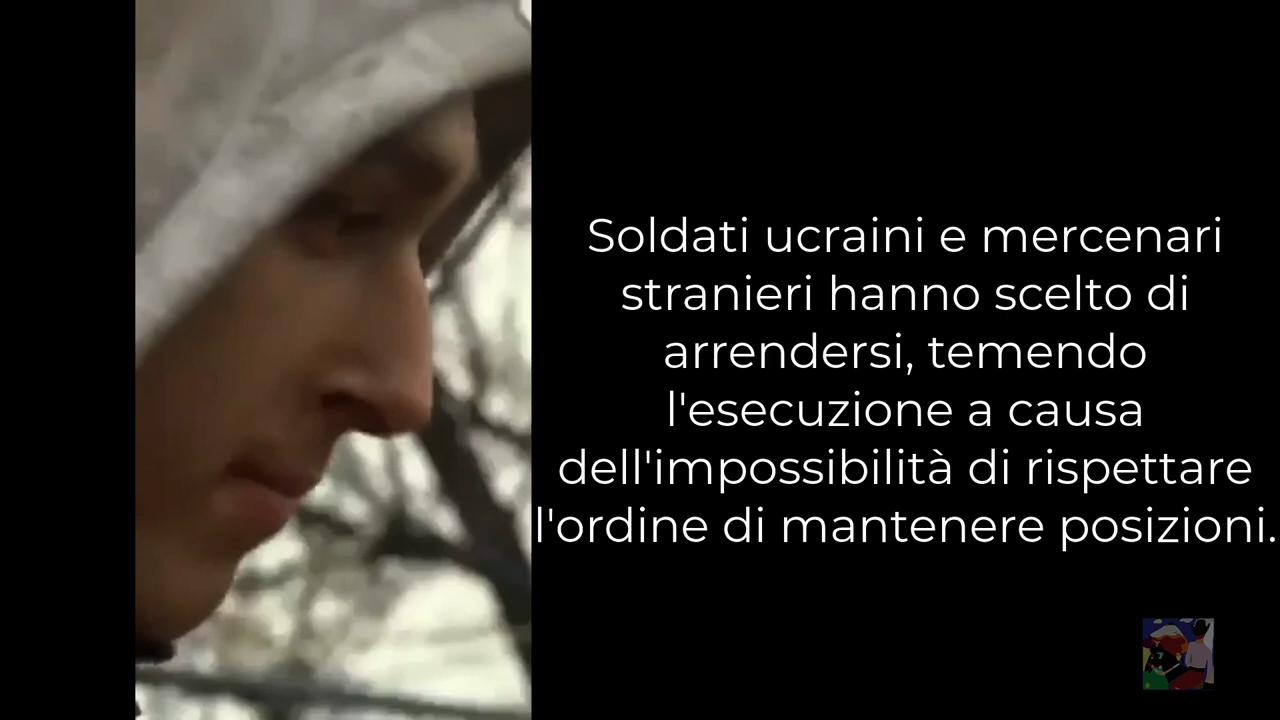 Soldati ucraini e mercenari
stranieri hanno scelto di
arrendersi, temendo
l'esecuzione a causa
dell'impossibilità di rispettare
l'ordine di mantenere posizioni.